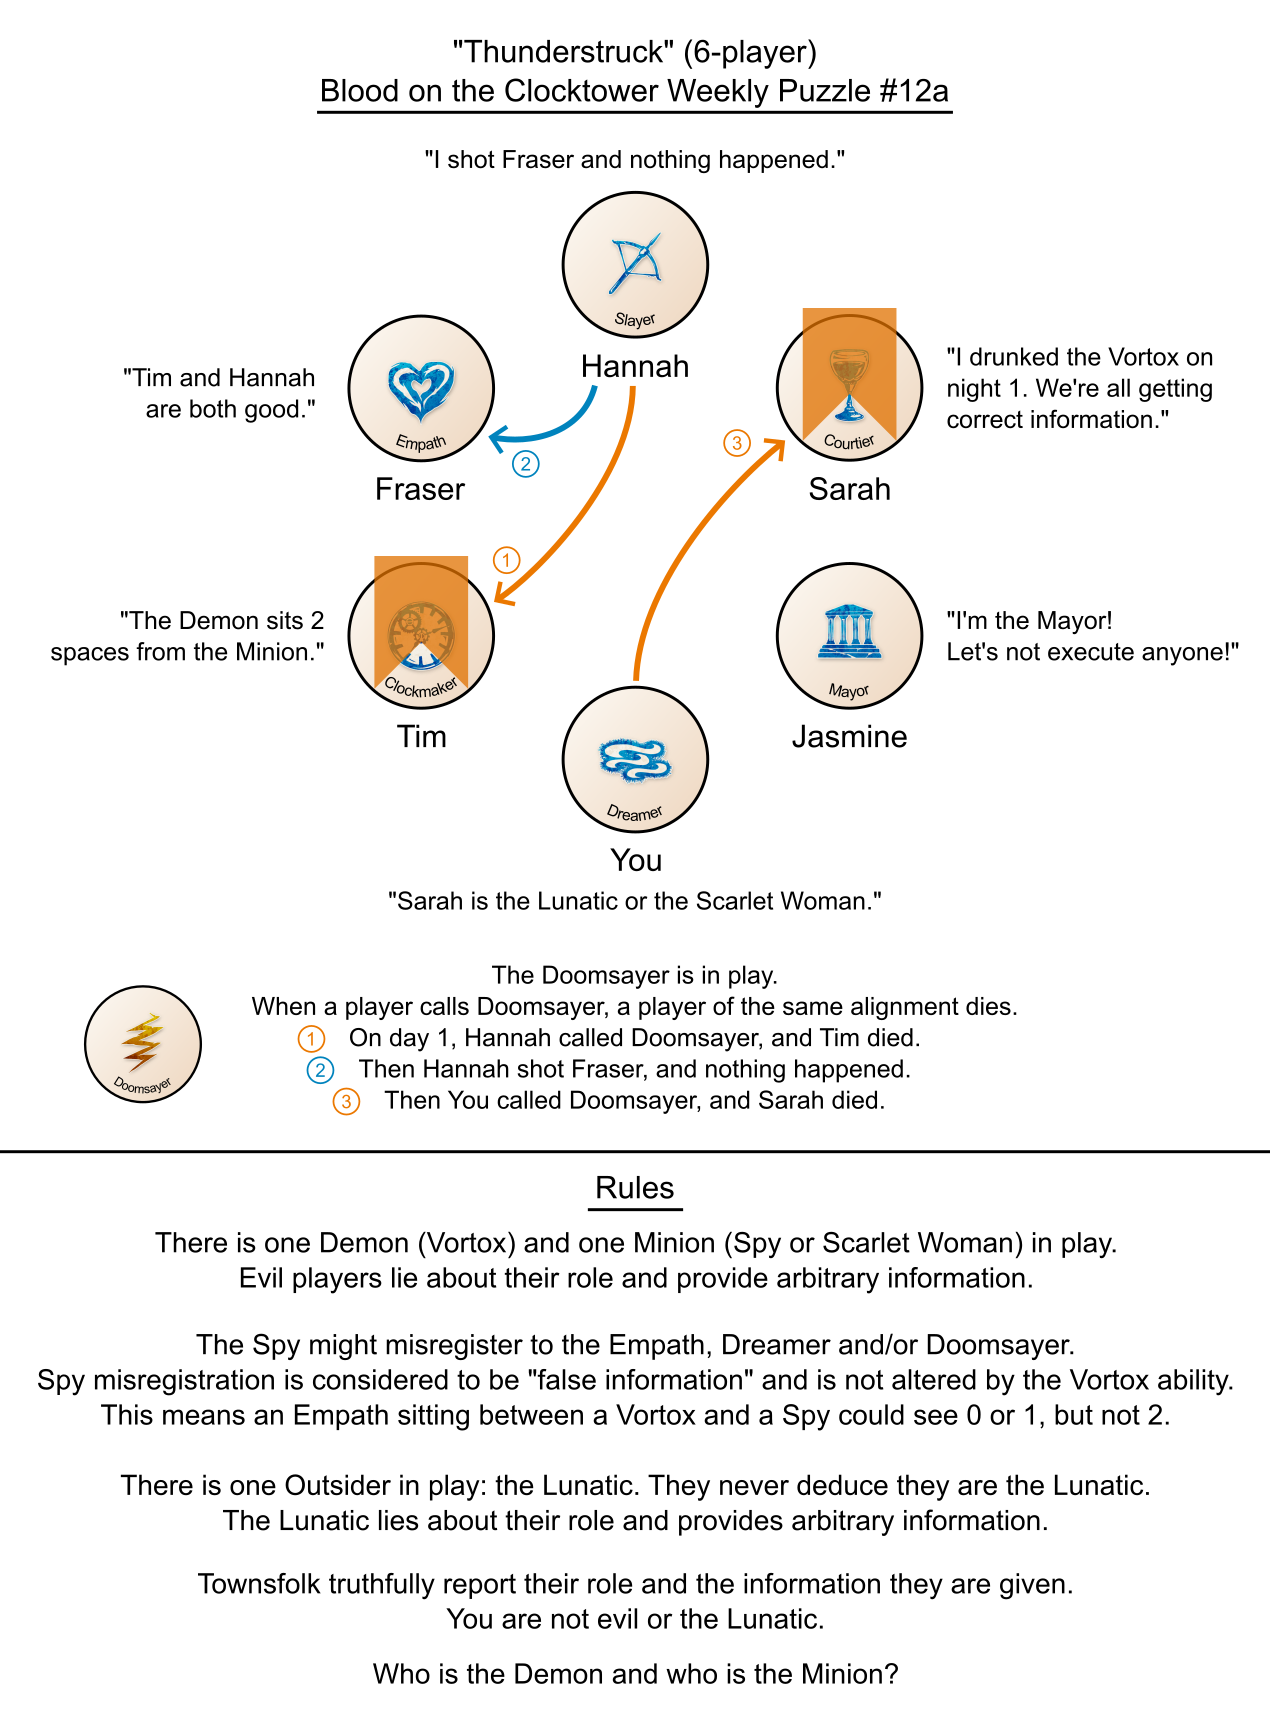 "Thunderstruck" (6-player)
Blood on the Clocktower Weekly Puzzle #12a
"I shot Fraser and nothing happened."
Slayer
Hannah
"Tim and Hannah
are both good."
Empath
Fraser
2
3
Courtier
Sarah
"I drunked the Vortox on
night 1. We're all getting
correct information."
1
"The Demon sits 2
spaces from the Minion."
Clockmaker
Tim
Mayor
Jasmine
"I'm the Mayor!
Let's not execute anyone!"
Dreamer
You
"Sarah is the Lunatic or the Scarlet Woman."
Doomsayer
The Doomsayer is in play.
When a player calls Doomsayer, a player of the same alignment dies.
1 On day 1, Hannah called Doomsayer, and Tim died.
2 Then Hannah shot Fraser, and nothing happened.
3 Then You called Doomsayer, and Sarah died.
Rules
There is one Demon (Vortox) and one Minion (Spy or Scarlet Woman) in play.
Evil players lie about their role and provide arbitrary information.
The Spy might misregister to the Empath, Dreamer and/or Doomsayer.
Spy misregistration is considered to be "false information" and is not altered by the Vortox ability.
This means an Empath sitting between a Vortox and a Spy could see 0 or 1, but not 2.
There is one Outsider in play: the Lunatic. They never deduce they are the Lunatic.
The Lunatic lies about their role and provides arbitrary information.
Townsfolk truthfully report their role and the information they are given.
You are not evil or the Lunatic.
Who is the Demon and who is the Minion?